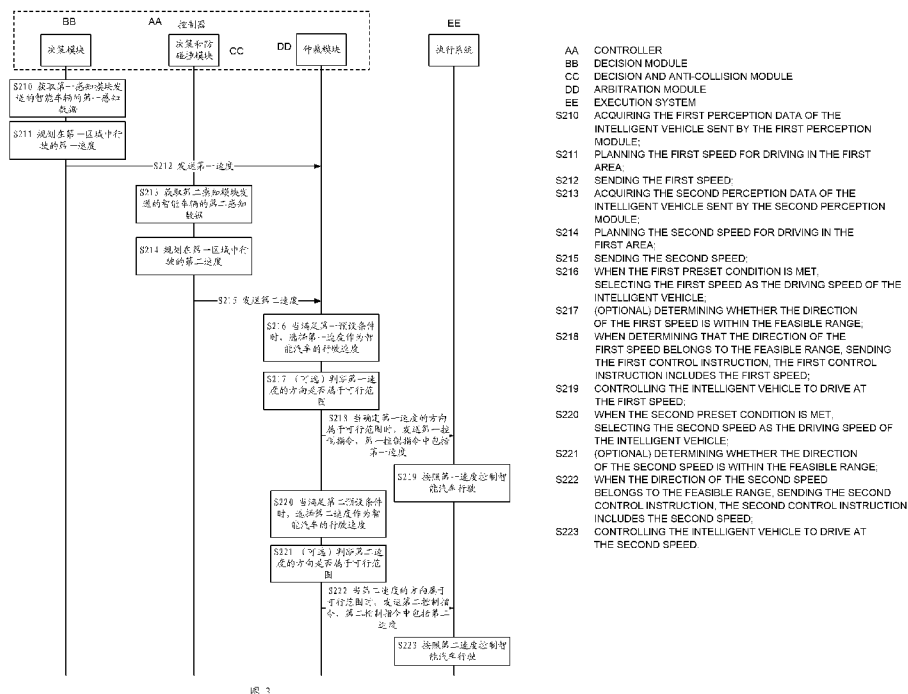 BB
AA
控制器
EE
决策模块
决策和防
碰撞模块
CC
DD
仲裁模块
执行系统
S210 获取第一感知模块发
送的智能车辆的第一感知
数据
S211 规划在第一区域中行
驶的第一速度
S212 发送第一速度
S213 获取第二感知模块发
送的智能车辆的第二感知
数据
S214 规划在第一区域中行
驶的第二速度
S215 发送第二速度
S216 当满足第一预设条件
时，选择第一速度作为智
能汽车的行驶速度
S217 （可选）判断第一速
度的方向是否属于可行范
围
S218 当确定第一速度的方向
属于可行范围时，发送第一控
制指令，第一控制指令中包括
第一速度
S219 按照第一速度控制智
能汽车行驶
S220 当满足第二预设条件
时，选择第二速度作为智
能汽车的行驶速度
S221 （可选）判断第二速
度的方向是否属于可行范
围
S222 当第二速度的方向属于
可行范围时，发送第二控制指
令，第二控制指令中包括第二
速度
S223 按照第二速度控制智
能汽车行驶
图 3
AA CONTROLLER
BB DECISION MODULE
CC DECISION AND ANTI-COLLISION MODULE
DD ARBITRATION MODULE
EE EXECUTION SYSTEM
S210 ACQUIRING THE FIRST PERCEPTION DATA OF THE
INTELLIGENT VEHICLE SENT BY THE FIRST PERCEPTION
MODULE;
S211 PLANNING THE FIRST SPEED FOR DRIVING IN THE FIRST
AREA;
S212 SENDING THE FIRST SPEED;
S213 ACQUIRING THE SECOND PERCEPTION DATA OF THE
INTELLIGENT VEHICLE SENT BY THE SECOND PERCEPTION
MODULE;
S214 PLANNING THE SECOND SPEED FOR DRIVING IN THE
FIRST AREA;
S215 SENDING THE SECOND SPEED;
S216 WHEN THE FIRST PRESET CONDITION IS MET,
SELECTING THE FIRST SPEED AS THE DRIVING SPEED OF THE
INTELLIGENT VEHICLE;
S217 (OPTIONAL) DETERMINING WHETHER THE DIRECTION
OF THE FIRST SPEED IS WITHIN THE FEASIBLE RANGE;
S218 WHEN DETERMINING THAT THE DIRECTION OF THE
FIRST SPEED BELONGS TO THE FEASIBLE RANGE, SENDING
THE FIRST CONTROL INSTRUCTION, THE FIRST CONTROL
INSTRUCTION INCLUDES THE FIRST SPEED;
S219 CONTROLLING THE INTELLIGENT VEHICLE TO DRIVE AT
THE FIRST SPEED;
S220 WHEN THE SECOND PRESET CONDITION IS MET,
SELECTING THE SECOND SPEED AS THE DRIVING SPEED OF
THE INTELLIGENT VEHICLE;
S221 (OPTIONAL) DETERMINING WHETHER THE DIRECTION
OF THE SECOND SPEED IS WITHIN THE FEASIBLE RANGE;
S222 WHEN THE DIRECTION OF THE SECOND SPEED
BELONGS TO THE FEASIBLE RANGE, SENDING THE SECOND
CONTROL INSTRUCTION, THE SECOND CONTROL INSTRUCTION
INCLUDES THE SECOND SPEED;
S223 CONTROLLING THE INTELLIGENT VEHICLE TO DRIVE AT
THE SECOND SPEED.